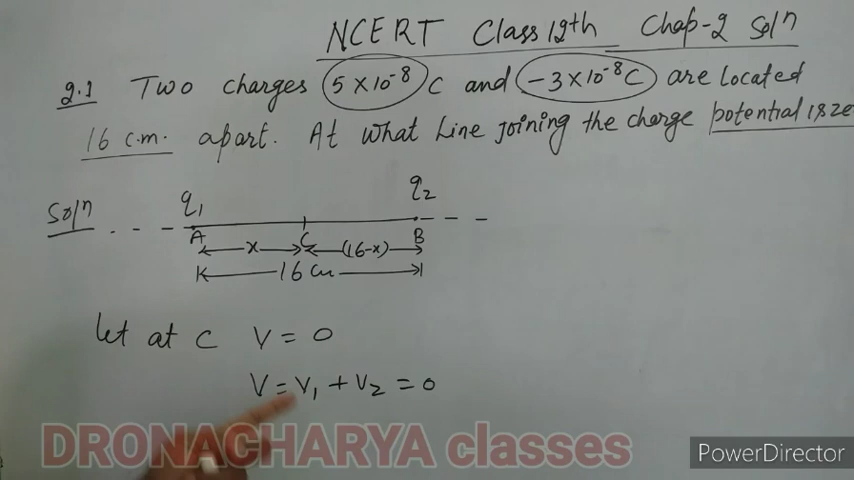 NCERT Class 12th Chap-2 Solⁿ
2.1 Two charges 5 × 10⁻⁸ C and -3 × 10⁻⁸ C are located
16 c.m. apart. At what line joining the charge potential is ze
Solⁿ q₁ q₂
A C B
x (16-x)
16 cm
let at C V = 0
V = V₁ + V₂ = 0
DRONACHARYA classes
PowerDirector